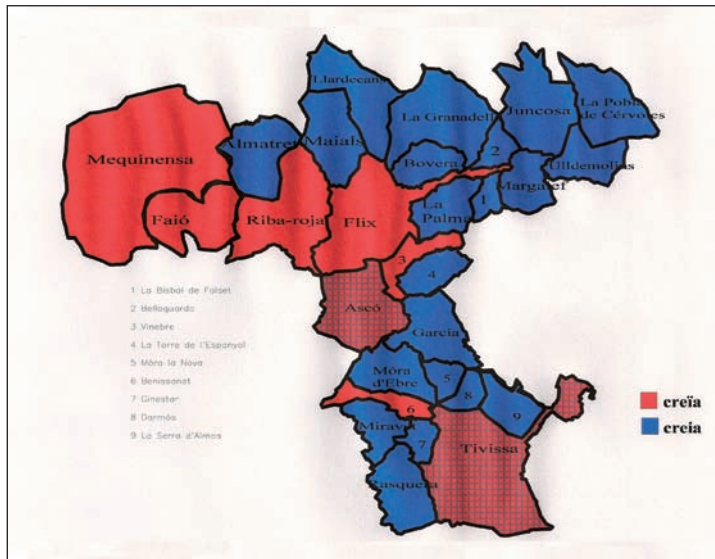 Llardecans
La Granadell
Juncosa
La Pobla
de Cérvoles
Almatret
Maials
Mequinensa
Bovera
2
Ulldemolins
Margalef
La
Palma
1
Faió
Riba-roja
Flix
3
4
1 La Bisbal de Falset
2 Bellaguarda
3 Vinebre
4 La Torre de l'Espanyol
5 Móra la Nova
6 Benissanet
7 Ginestar
8 Darmós
9 La Serra d'Almos
Ascó
Garcia
Móra
d'Ebre
5
8
6
9
Mirav
7
Tivissa
Rasquera
creïa
creia